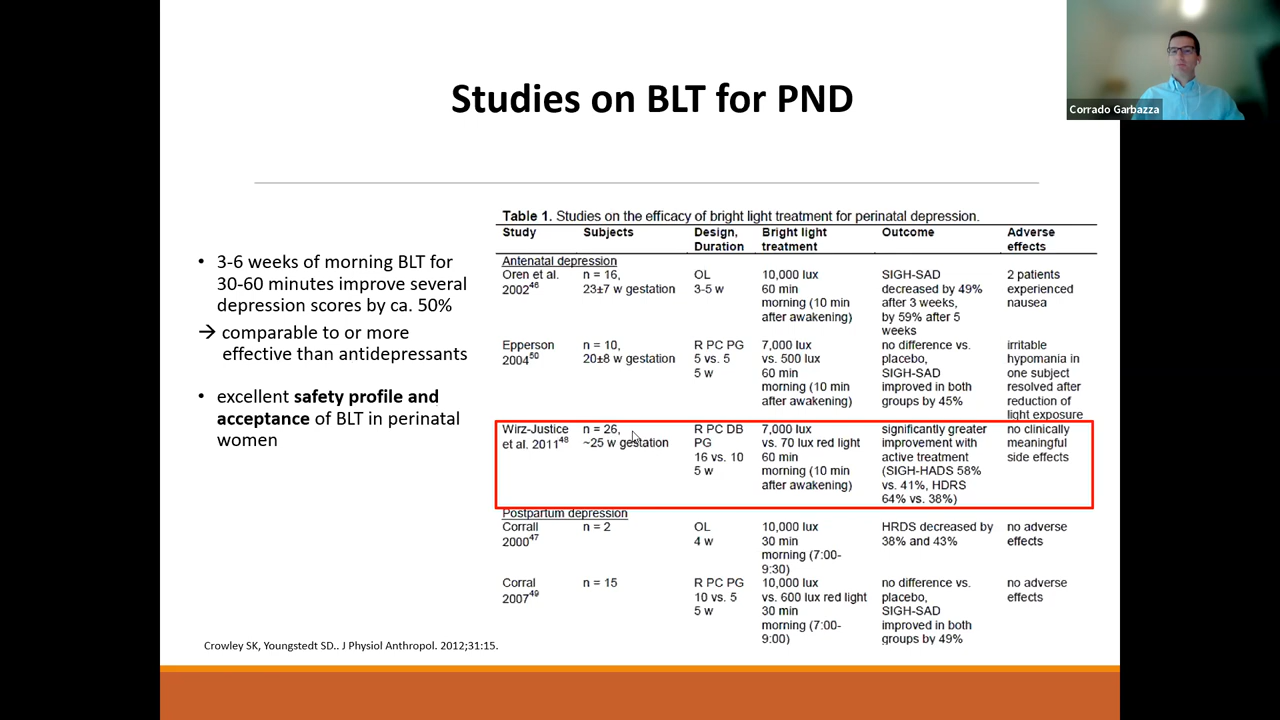 Studies on BLT for PND
Corrado Garbazza
• 3-6 weeks of morning BLT for
30-60 minutes improve several
depression scores by ca. 50%
→ comparable to or more
effective than antidepressants
• excellent safety profile and
acceptance of BLT in perinatal
women
Table 1. Studies on the efficacy of bright light treatment for perinatal depression.
Study Subjects Design, Duration Bright light treatment Outcome Adverse effects
Antenatal depression
Oren et al. n = 16, OL 10,000 lux SIGH-SAD 2 patients
2002⁴⁶ 23±7 w gestation 3-5 w 60 min decreased by 49% experienced
morning (10 min after 3 weeks, nausea
after awakening) by 59% after 5
weeks
Epperson n = 10, R PC PG 7,000 lux no difference vs. irritable
2004⁵⁰ 20±8 w gestation 5 vs. 5 vs. 500 lux placebo, hypomania in
5 w 60 min SIGH-SAD one subject
morning (10 min improved in both resolved after
after awakening) groups by 45% reduction of
light exposure
Wirz-Justice n = 26, R PC DB 7,000 lux significantly greater no clinically
et al. 2011⁴⁸ ~25 w gestation PG vs. 70 lux red light improvement with meaningful
16 vs. 10 60 min active treatment side effects
5 w morning (10 min (SIGH-HADS 58%
after awakening) vs. 41%, HDRS
64% vs. 38%)
Postpartum depression
Corrall n = 2 OL 10,000 lux HRDS decreased by no adverse
2000⁴⁷ 4 w 30 min 38% and 43% effects
morning (7:00-
9:30)
Corral n = 15 R PC PG 10,000 lux no difference vs. no adverse
2007⁴⁹ 10 vs. 5 vs. 600 lux red light placebo, effects
5 w 30 min SIGH-SAD
morning (7:00- improved in both
9:00) groups by 49%
Crowley SK, Youngstedt SD.. J Physiol Anthropol. 2012;31:15.